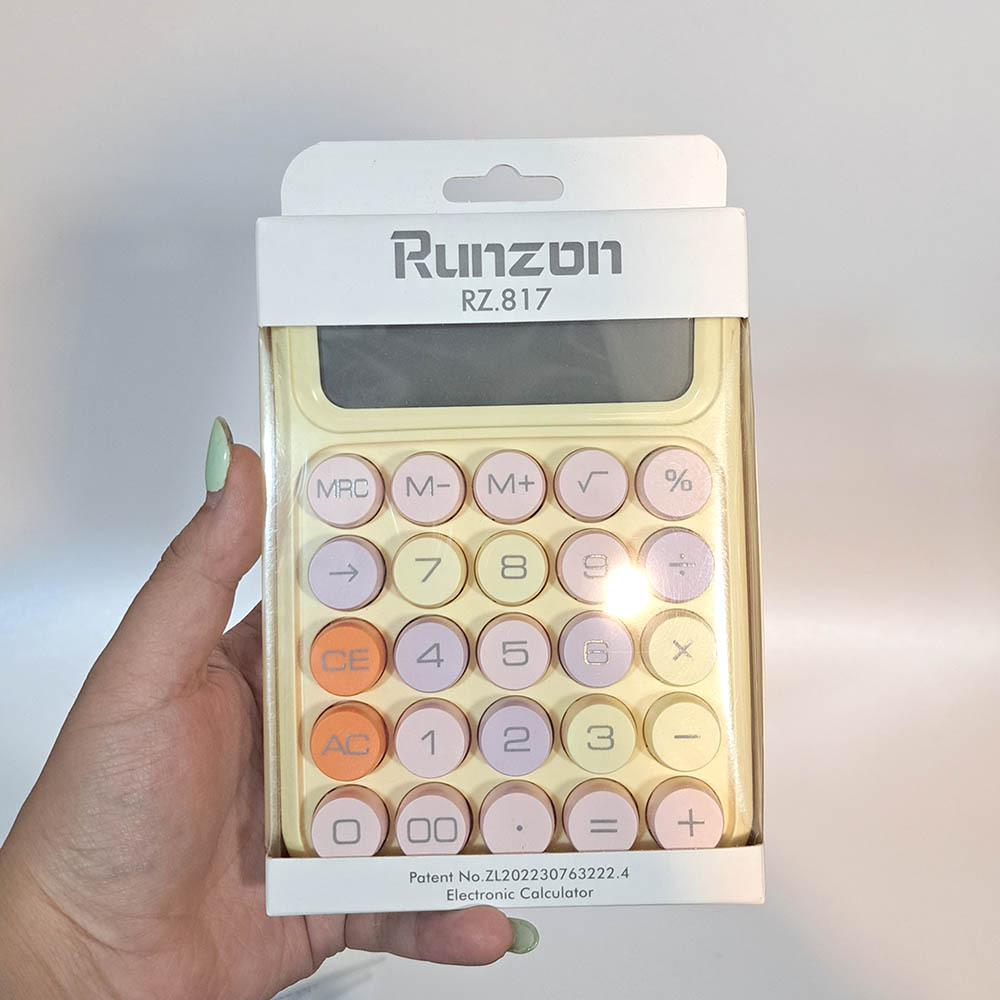 Runzon
RZ.817
MRC M- M+ √ %
→ 7 8 9 ÷
CE 4 5 6 ×
AC 1 2 3 -
0 00 . = +
Patent No.ZL202230763222.4
Electronic Calculator